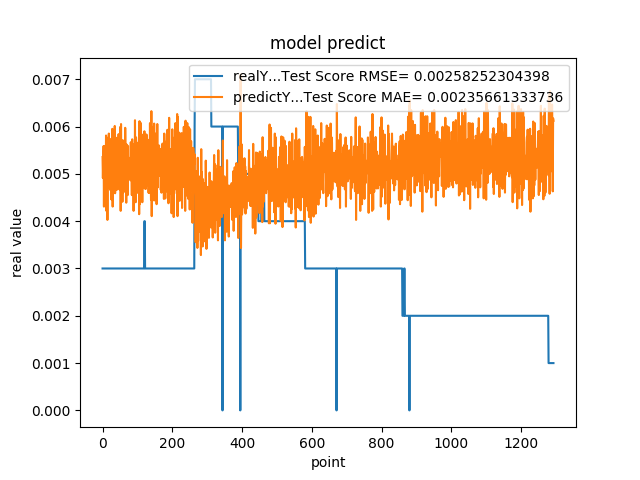 model predict
realY...Test Score RMSE= 0.00258252304398
predictY...Test Score MAE= 0.00235661333736
0.007
0.006
0.005
0.004
0.003
0.002
0.001
0.000
real value
0 200 400 600 800 1000 1200
point